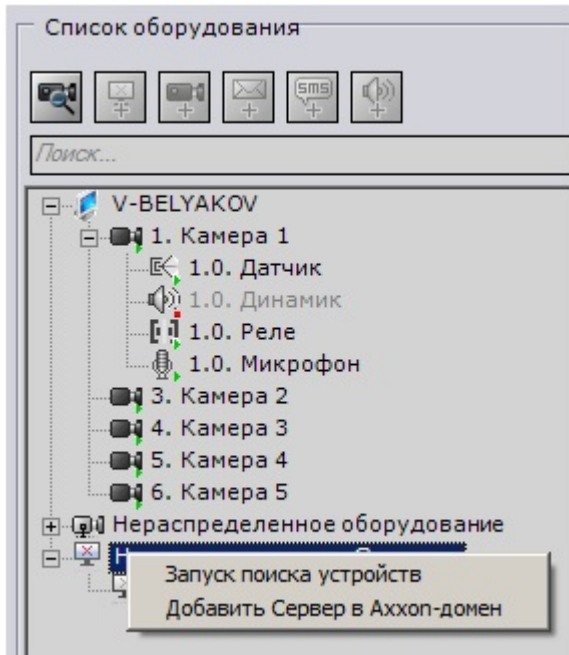 Список оборудования
sms
Поиск...
V-BELYAKOV
1. Камера 1
1.0. Датчик
1.0. Динамик
1.0. Реле
1.0. Микрофон
3. Камера 2
4. Камера 3
5. Камера 4
6. Камера 5
Нераспределенное оборудование
Запуск поиска устройств
Добавить Сервер в Axxon-домен